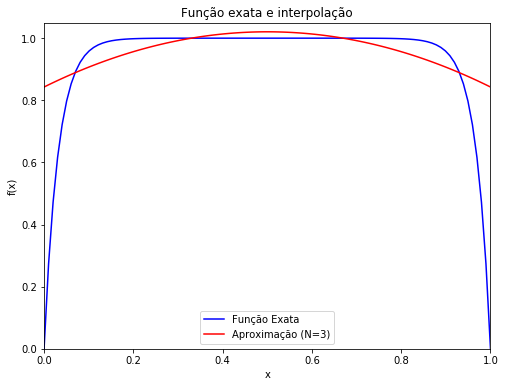 Função exata e interpolação
1.0
0.8
0.6
0.4
0.2
0.0
f(x)
Função Exata
Aproximação (N=3)
0.0 0.2 0.4 0.6 0.8 1.0
x